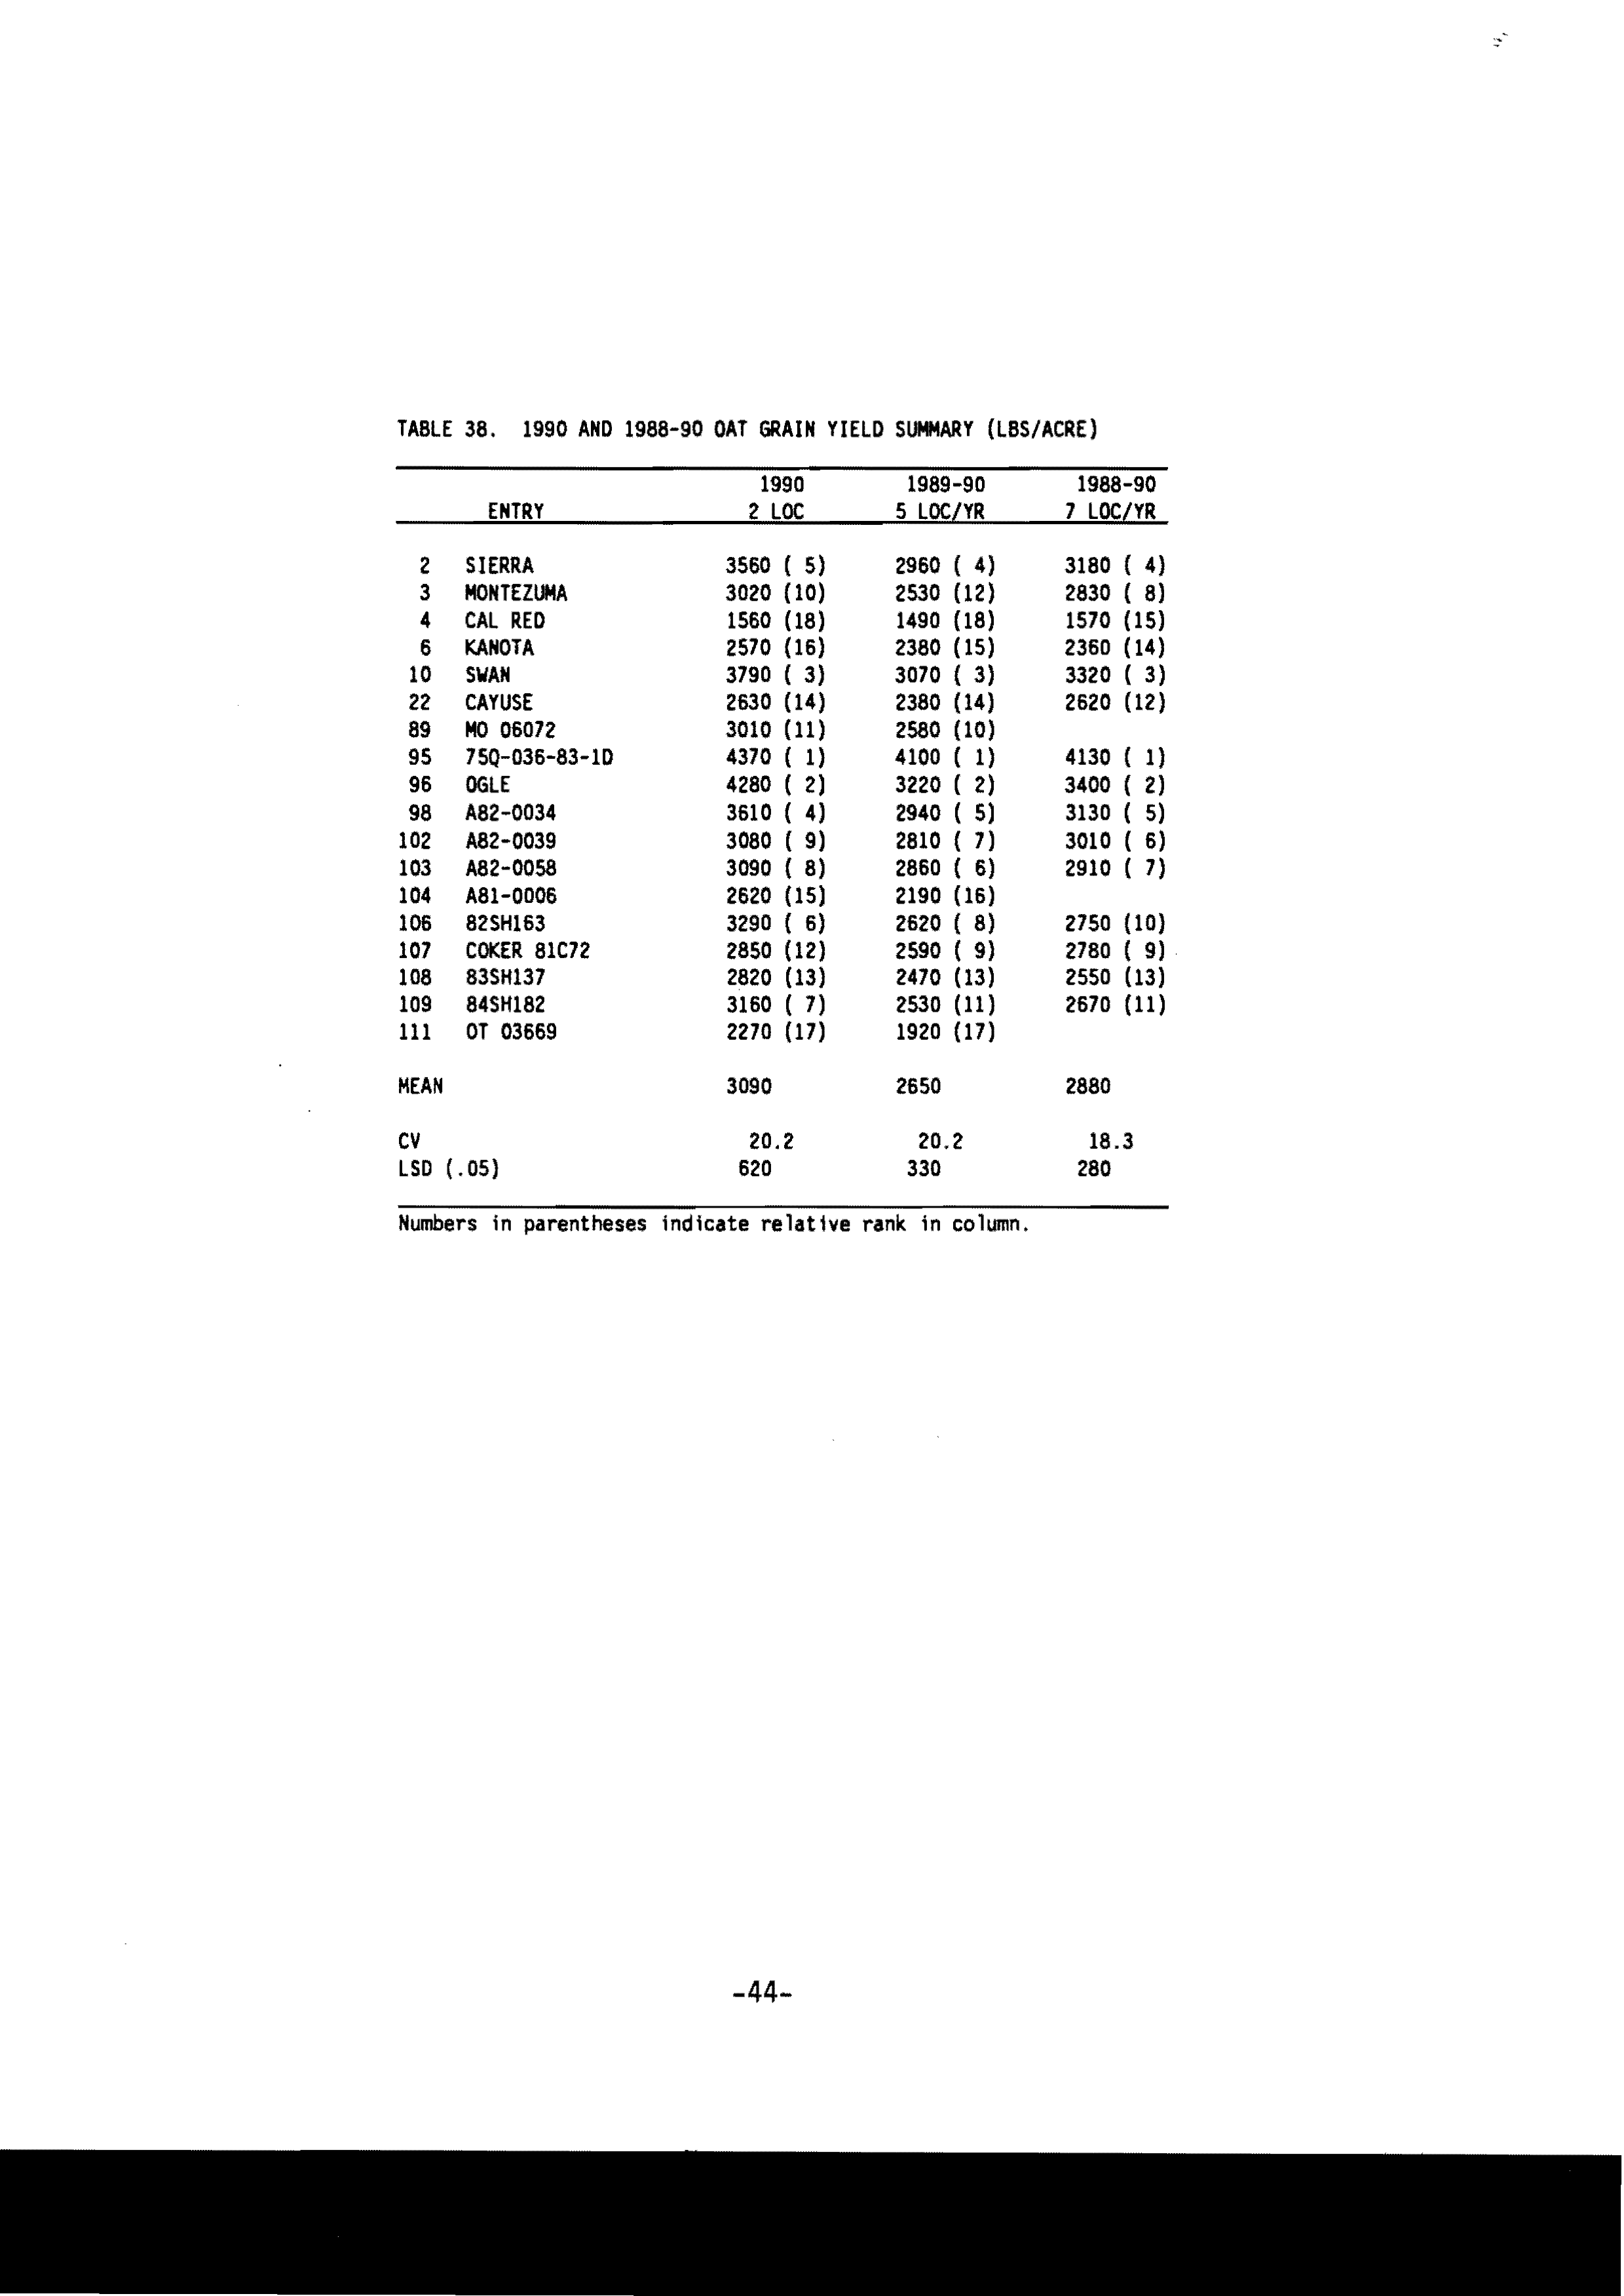 TABLE 38. 1990 AND 1988-90 OAT GRAIN YIELD SUMMARY (LBS/ACRE)
1990 1989-90 1988-90
ENTRY 2 LOC 5 LOC/YR 7 LOC/YR
2 SIERRA 3560 ( 5) 2960 ( 4) 3180 ( 4)
3 MONTEZUMA 3020 (10) 2530 (12) 2830 ( 8)
4 CAL RED 1560 (18) 1490 (18) 1570 (15)
6 KANOTA 2570 (16) 2380 (15) 2360 (14)
10 SWAN 3790 ( 3) 3070 ( 3) 3320 ( 3)
22 CAYUSE 2630 (14) 2380 (14) 2620 (12)
89 MO 06072 3010 (11) 2580 (10)
95 75Q-036-83-1D 4370 ( 1) 4100 ( 1) 4130 ( 1)
96 OGLE 4280 ( 2) 3220 ( 2) 3400 ( 2)
98 A82-0034 3610 ( 4) 2940 ( 5) 3130 ( 5)
102 A82-0039 3080 ( 9) 2810 ( 7) 3010 ( 6)
103 A82-0058 3090 ( 8) 2860 ( 6) 2910 ( 7)
104 A81-0006 2620 (15) 2190 (16)
106 82SH163 3290 ( 6) 2620 ( 8) 2750 (10)
107 COKER 81C72 2850 (12) 2590 ( 9) 2780 ( 9)
108 83SH137 2820 (13) 2470 (13) 2550 (13)
109 84SH182 3160 ( 7) 2530 (11) 2670 (11)
111 OT 03669 2270 (17) 1920 (17)
MEAN 3090 2650 2880
CV 20.2 20.2 18.3
LSD (.05) 620 330 280
Numbers in parentheses indicate relative rank in column.
-44-